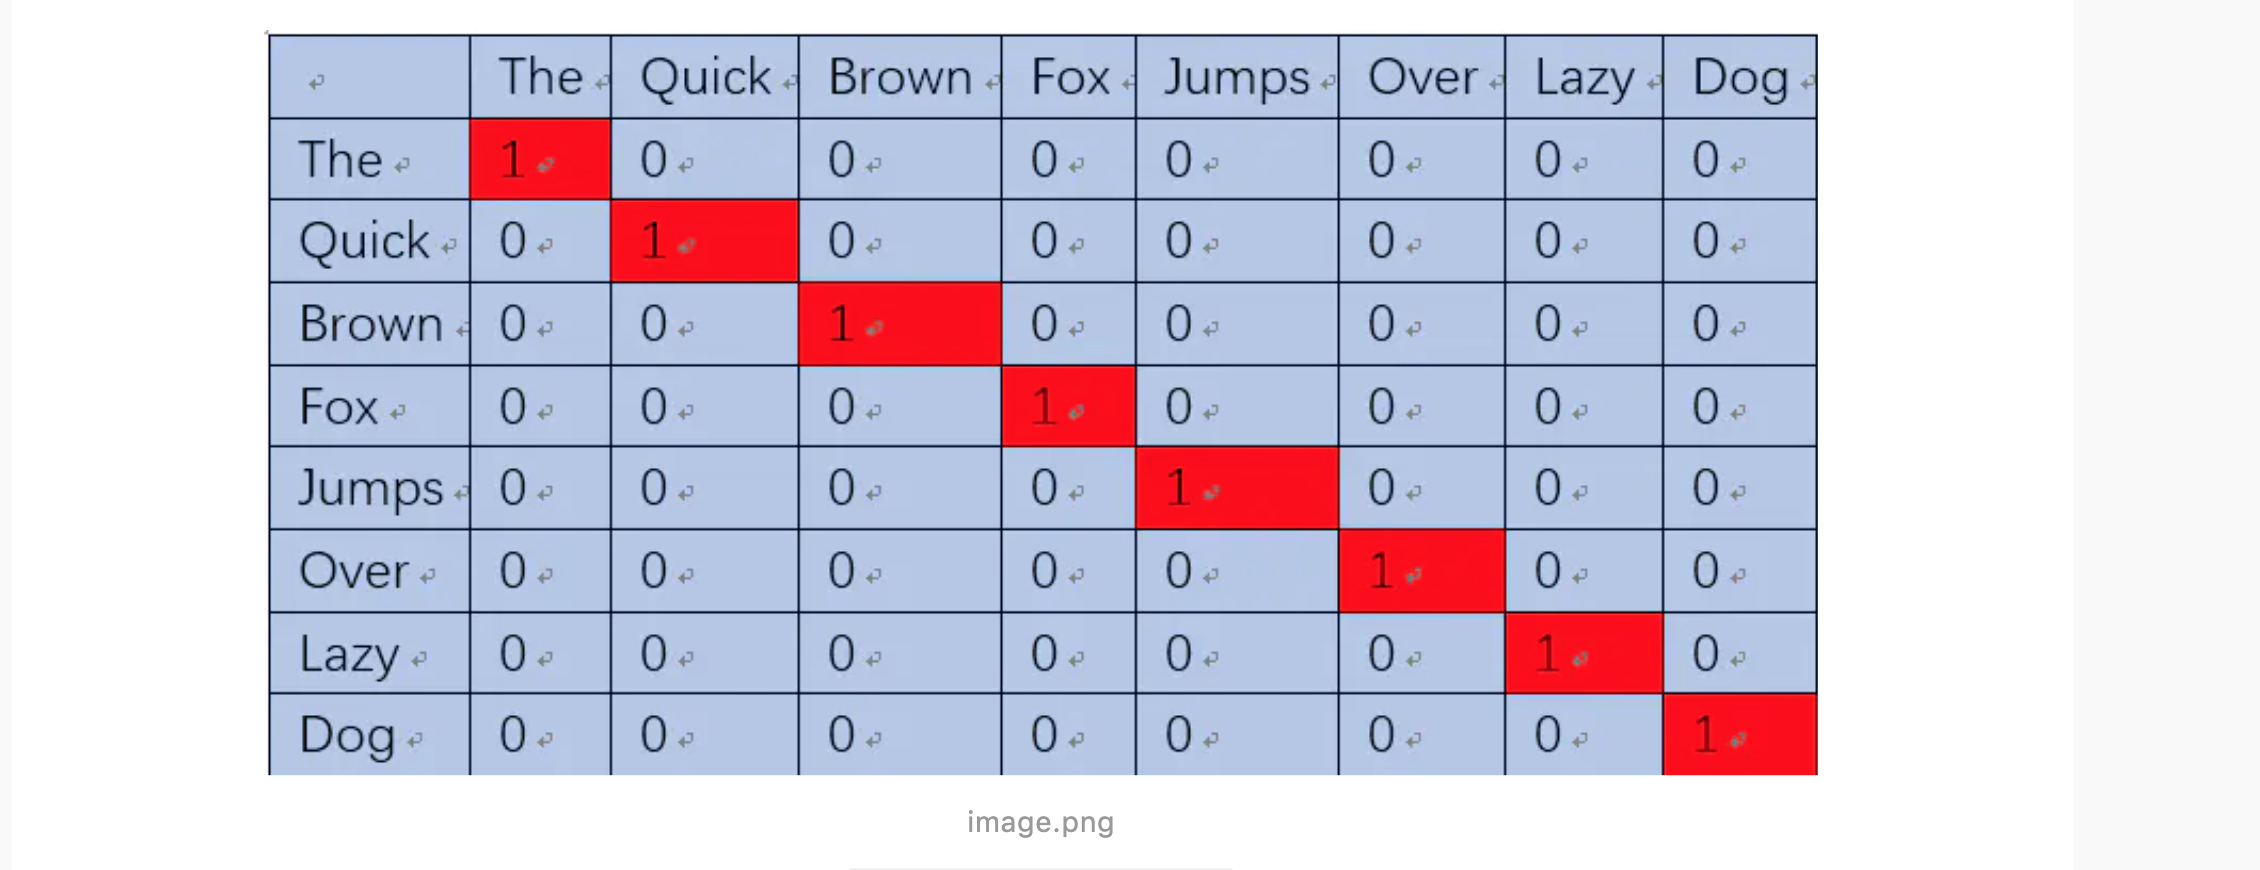 The Quick Brown Fox Jumps Over Lazy Dog
The 1 0 0 0 0 0 0 0
Quick 0 1 0 0 0 0 0 0
Brown 0 0 1 0 0 0 0 0
Fox 0 0 0 1 0 0 0 0
Jumps 0 0 0 0 1 0 0 0
Over 0 0 0 0 0 1 0 0
Lazy 0 0 0 0 0 0 1 0
Dog 0 0 0 0 0 0 0 1
image.png